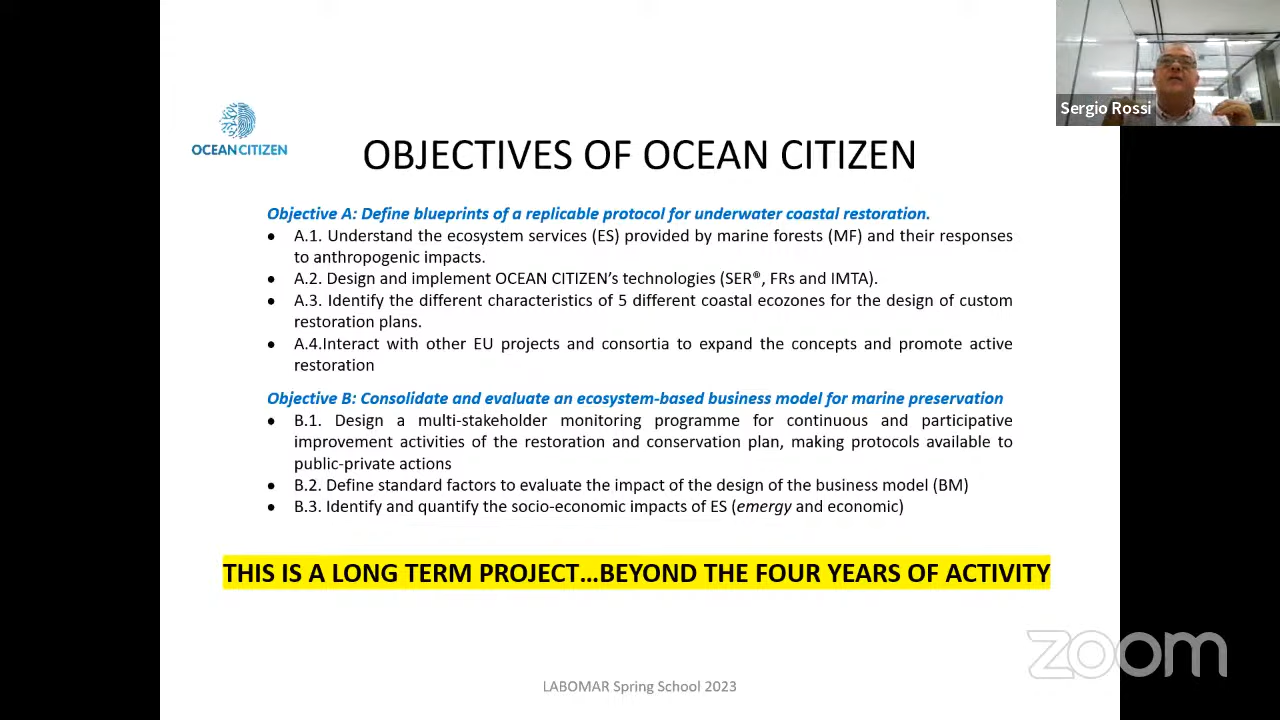 Sergio Rossi
OCEAN CITIZEN
OBJECTIVES OF OCEAN CITIZEN
Objective A: Define blueprints of a replicable protocol for underwater coastal restoration.
• A.1. Understand the ecosystem services (ES) provided by marine forests (MF) and their responses
to anthropogenic impacts.
• A.2. Design and implement OCEAN CITIZEN’s technologies (SER®, FRs and IMTA).
• A.3. Identify the different characteristics of 5 different coastal ecozones for the design of custom
restoration plans.
• A.4.Interact with other EU projects and consortia to expand the concepts and promote active
restoration
Objective B: Consolidate and evaluate an ecosystem-based business model for marine preservation
• B.1. Design a multi-stakeholder monitoring programme for continuous and participative
improvement activities of the restoration and conservation plan, making protocols available to
public-private actions
• B.2. Define standard factors to evaluate the impact of the design of the business model (BM)
• B.3. Identify and quantify the socio-economic impacts of ES (emergy and economic)
THIS IS A LONG TERM PROJECT...BEYOND THE FOUR YEARS OF ACTIVITY
zoom
LABOMAR Spring School 2023